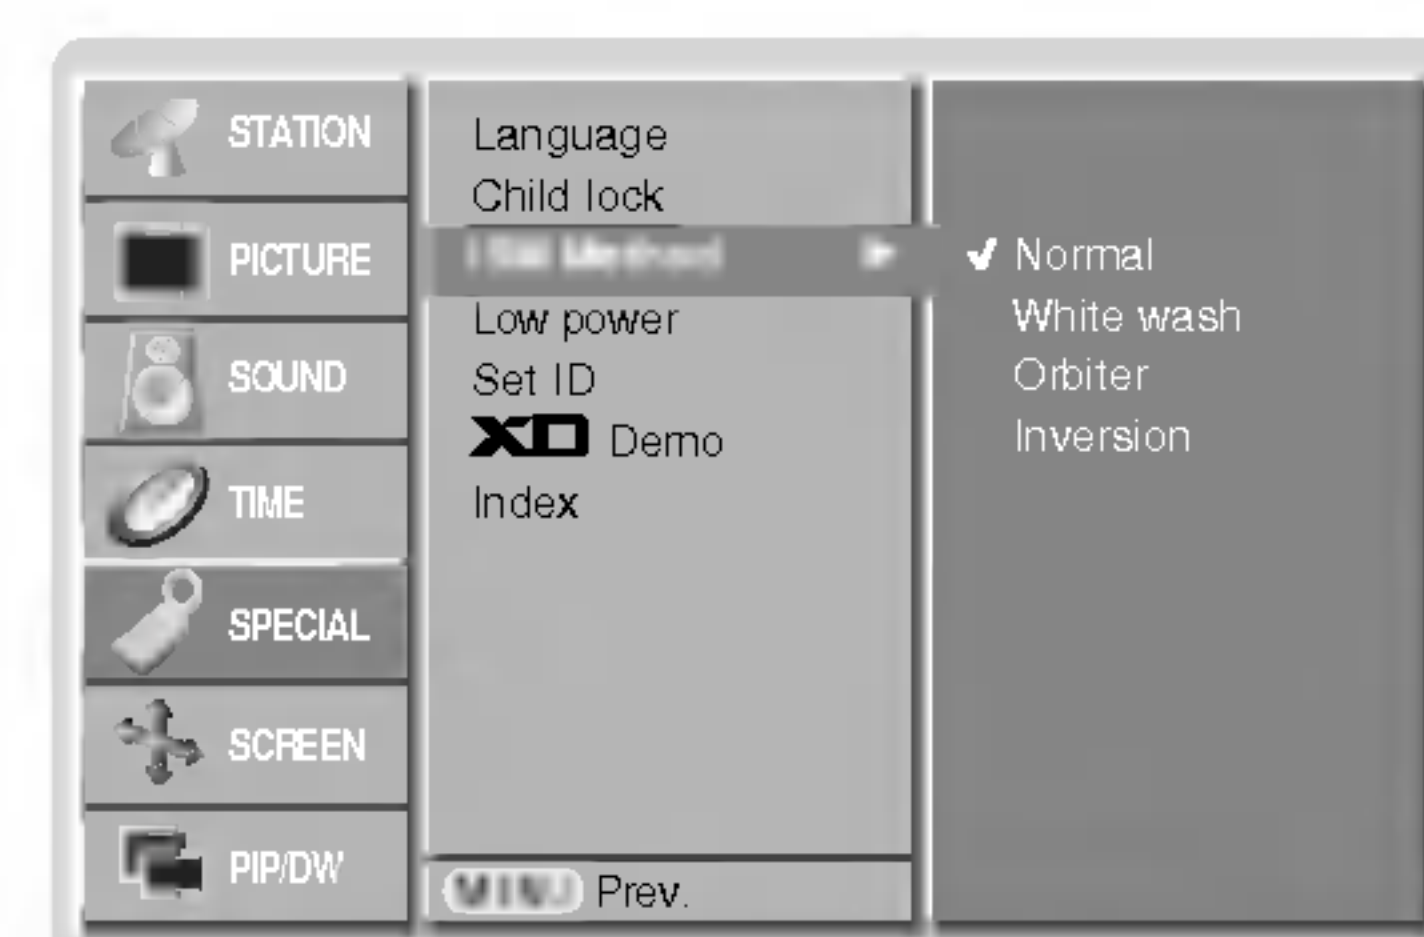 STATION
PICTURE
SOUND
TIME
SPECIAL
SCREEN
PIP/DW
Language
Child lock
Method
Low power
Set ID
XD Demo
Index
Prev.
Normal
White wash
Orbiter
Inversion